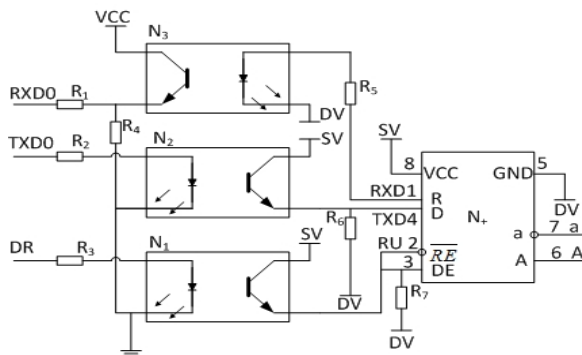 VCC
N3
RXD0
R1
R4
R5
DV
SV
N2
TXD0
R2
SV
8
VCC
GND
5
RXD1
R
DV
TXD4
D
N+
7
a
a
R6
DR
R3
N1
SV
RU
2
RE
3
DE
A
6
A
DV
R7
DV